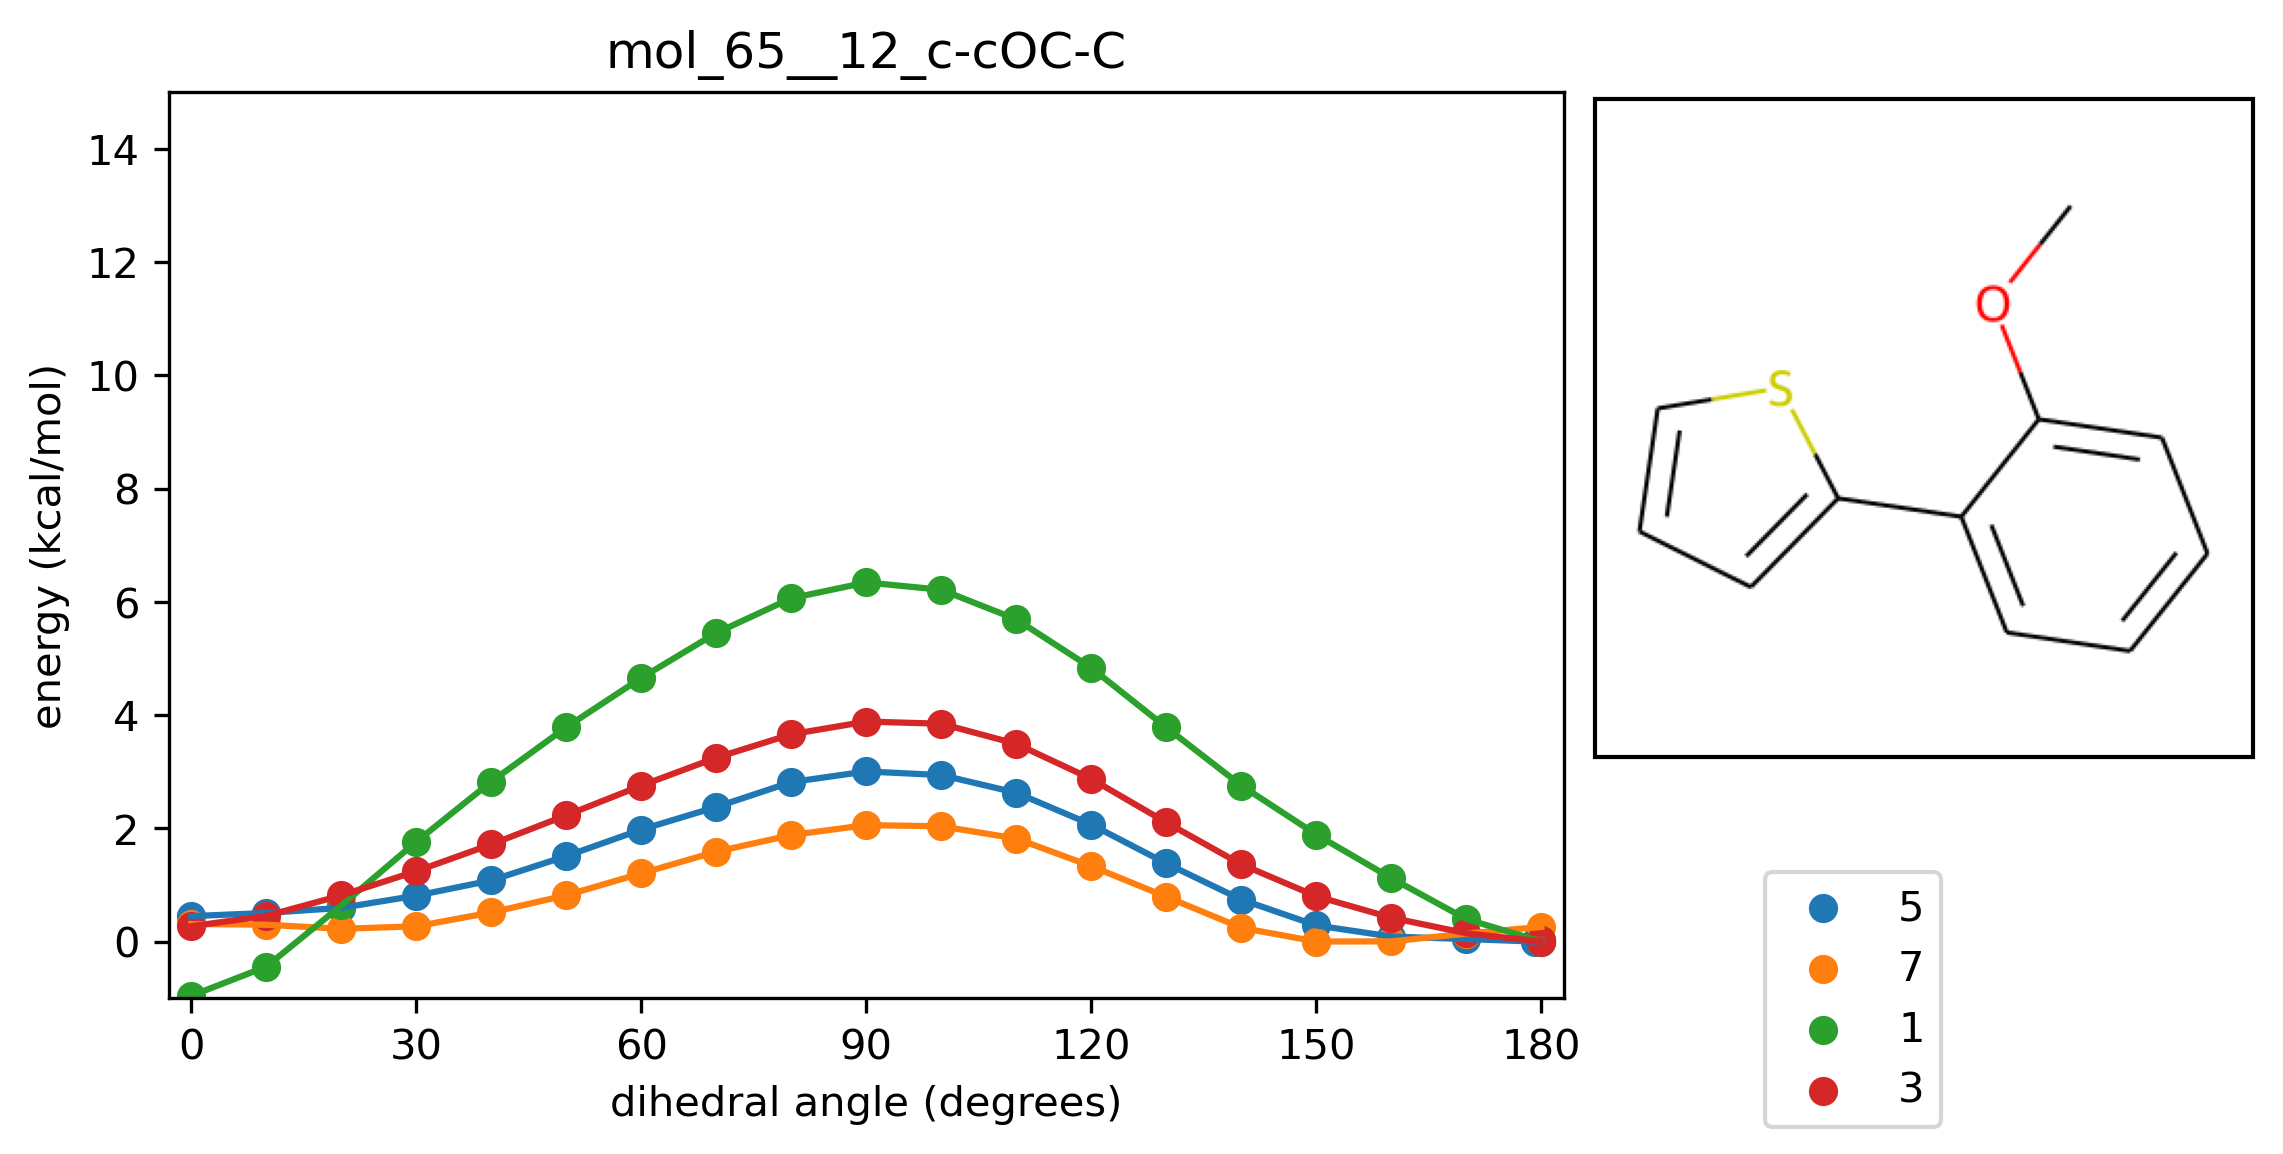 mol_65__12_c-cOC-C
energy (kcal/mol)
14
12
10
8
6
4
2
0
0 30 60 90 120 150 180
dihedral angle (degrees)
O
S
5
7
1
3